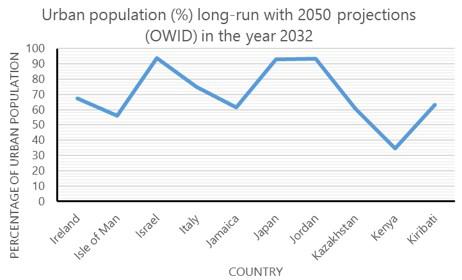 Urban population (%) long-run with 2050 projections
(OWID) in the year 2032
PERCENTAGE OF URBAN POPULATION
100
90
80
70
60
50
40
30
20
10
0
Ireland
Isle of Man
Israel
Italy
Jamaica
Japan
Jordan
Kazakhstan
Kenya
Kiribati
COUNTRY